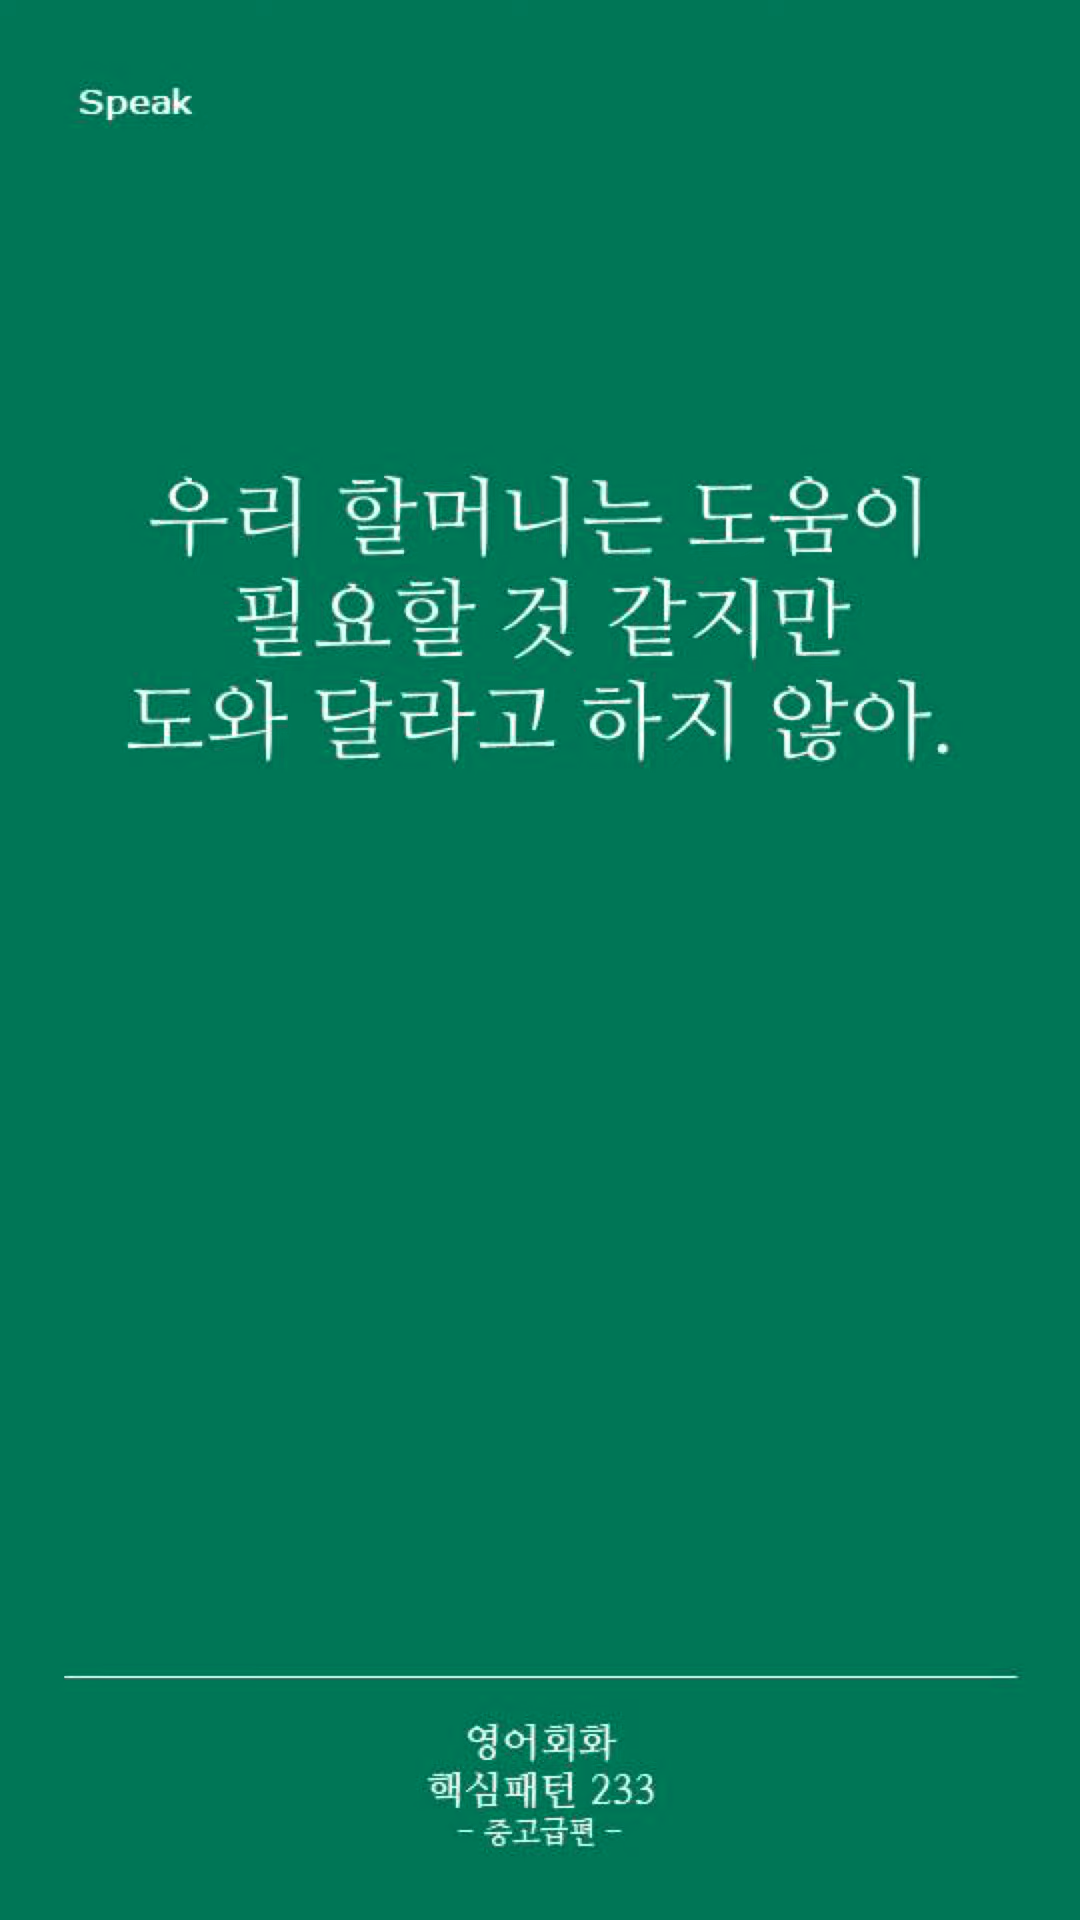 Speak
우리 할머니는 도움이
필요할 것 같지만
도와 달라고 하지 않아.
영어회화
핵심패턴 233
- 중고급편 -